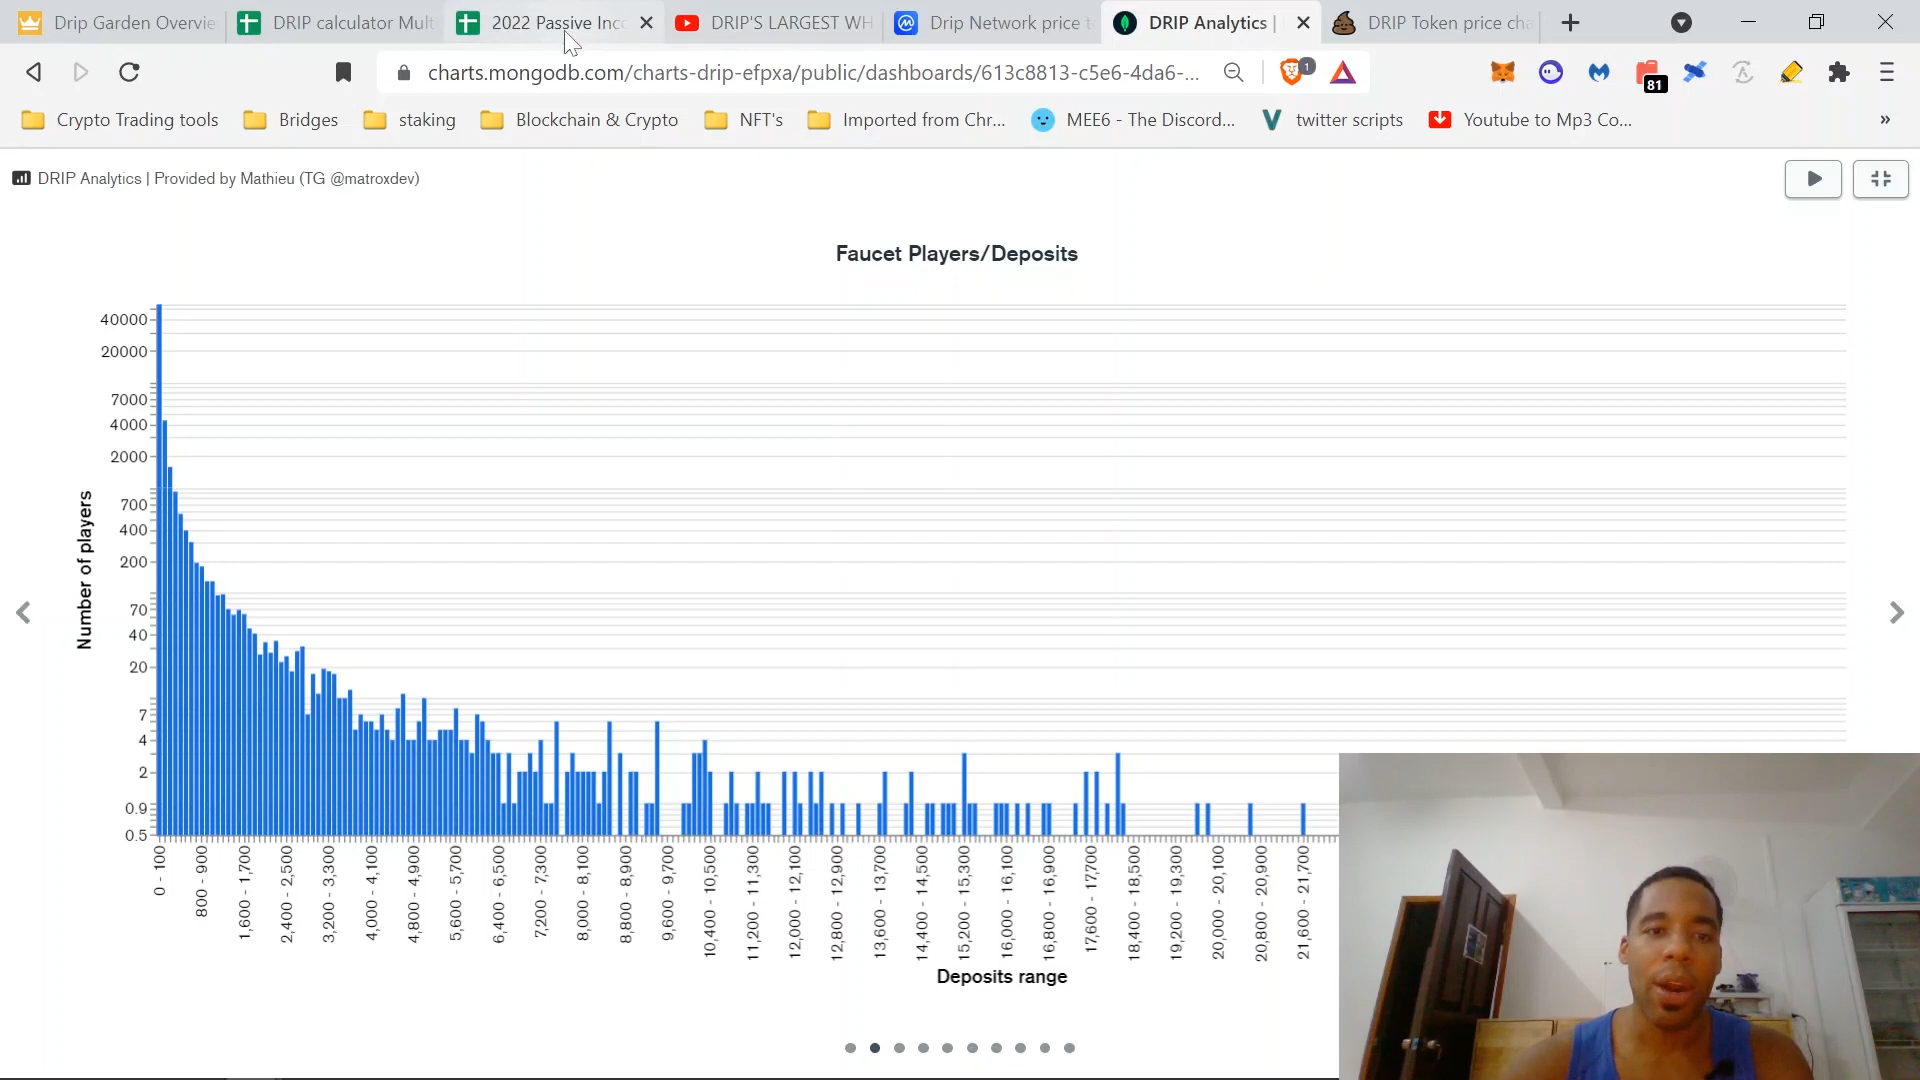 Drip Garden Overvie
DRIP calculator Mult
2022 Passive Inc
DRIP'S LARGEST WH
Drip Network price t
DRIP Analytics |
DRIP Token price cha
charts.mongodb.com/charts-drip-efpxa/public/dashboards/613c8813-c5e6-4da6-...
1
81
Crypto Trading tools
Bridges
staking
Blockchain & Crypto
NFT's
Imported from Chr...
MEE6 - The Discord...
twitter scripts
Youtube to Mp3 Co...
»
DRIP Analytics | Provided by Mathieu (TG @matroxdev)
Faucet Players/Deposits
Number of players
40000
20000
7000
4000
2000
700
400
200
70
40
20
7
4
2
0.9
0.5
0 - 100
800 - 900
1,600 - 1,700
2,400 - 2,500
3,200 - 3,300
4,000 - 4,100
4,800 - 4,900
5,600 - 5,700
6,400 - 6,500
7,200 - 7,300
8,000 - 8,100
8,800 - 8,900
9,600 - 9,700
10,400 - 10,500
11,200 - 11,300
12,000 - 12,100
12,800 - 12,900
13,600 - 13,700
14,400 - 14,500
15,200 - 15,300
16,000 - 16,100
16,800 - 16,900
17,600 - 17,700
18,400 - 18,500
19,200 - 19,300
20,000 - 20,100
20,800 - 20,900
21,600 - 21,700
Deposits range